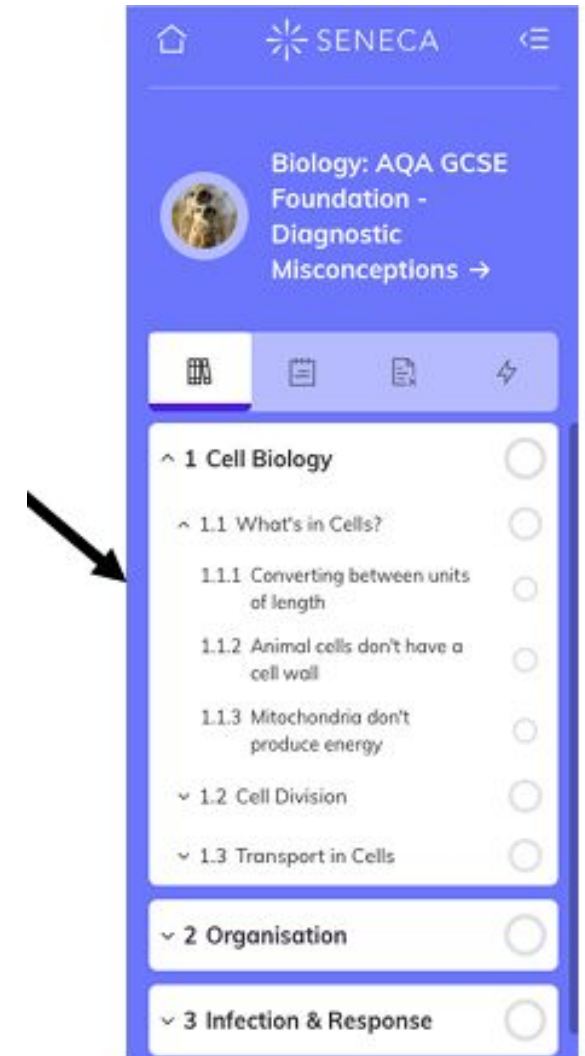 SENECA
Biology: AQA GCSE
Foundation -
Diagnostic
Misconceptions →
1 Cell Biology
1.1 What's in Cells?
1.1.1 Converting between units
of length
1.1.2 Animal cells don't have a
cell wall
1.1.3 Mitochondria don't
produce energy
1.2 Cell Division
1.3 Transport in Cells
2 Organisation
3 Infection & Response